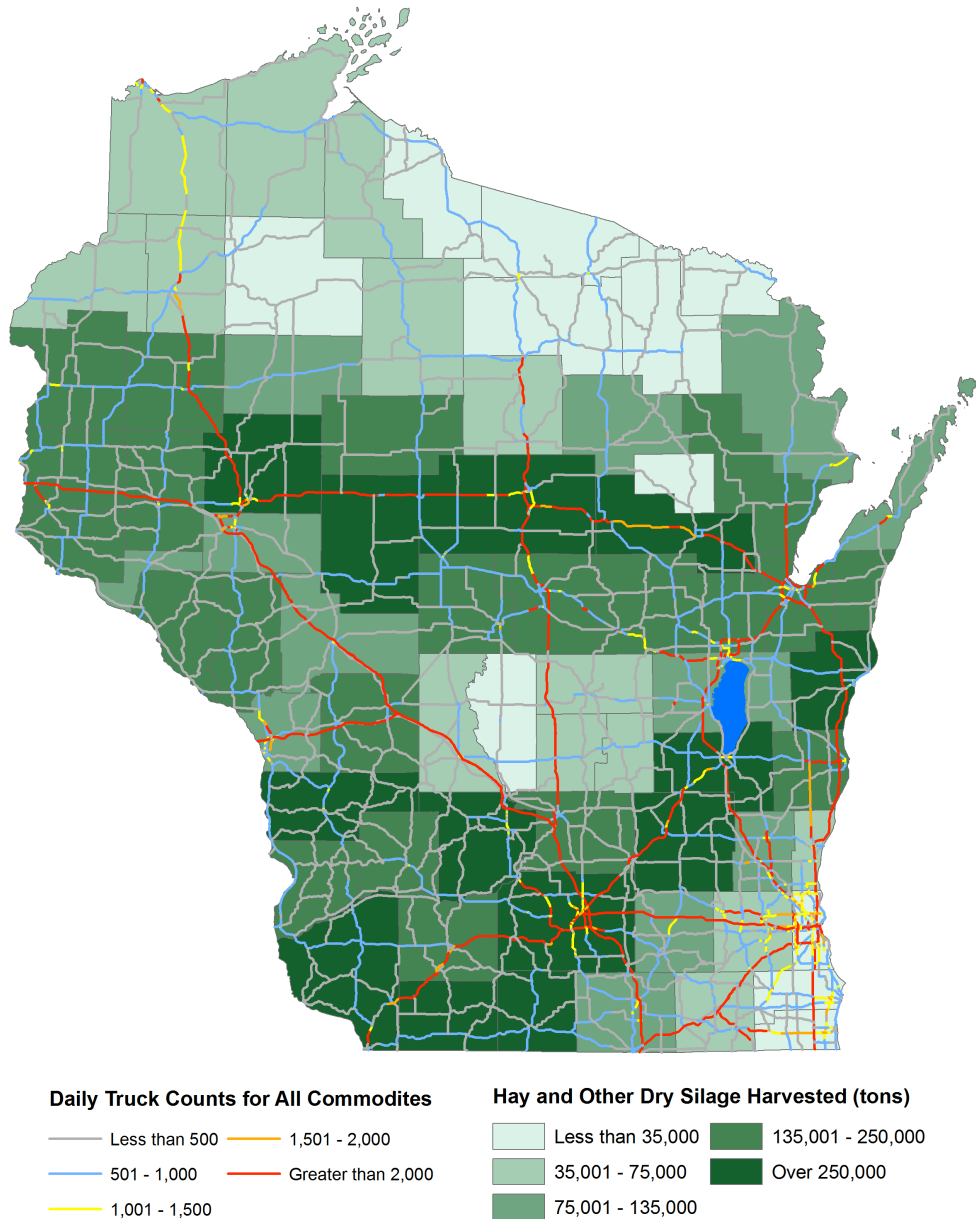 Daily Truck Counts for All Commodites
Less than 500
501 - 1,000
1,001 - 1,500
1,501 - 2,000
Greater than 2,000
Hay and Other Dry Silage Harvested (tons)
Less than 35,000
35,001 - 75,000
75,001 - 135,000
135,001 - 250,000
Over 250,000